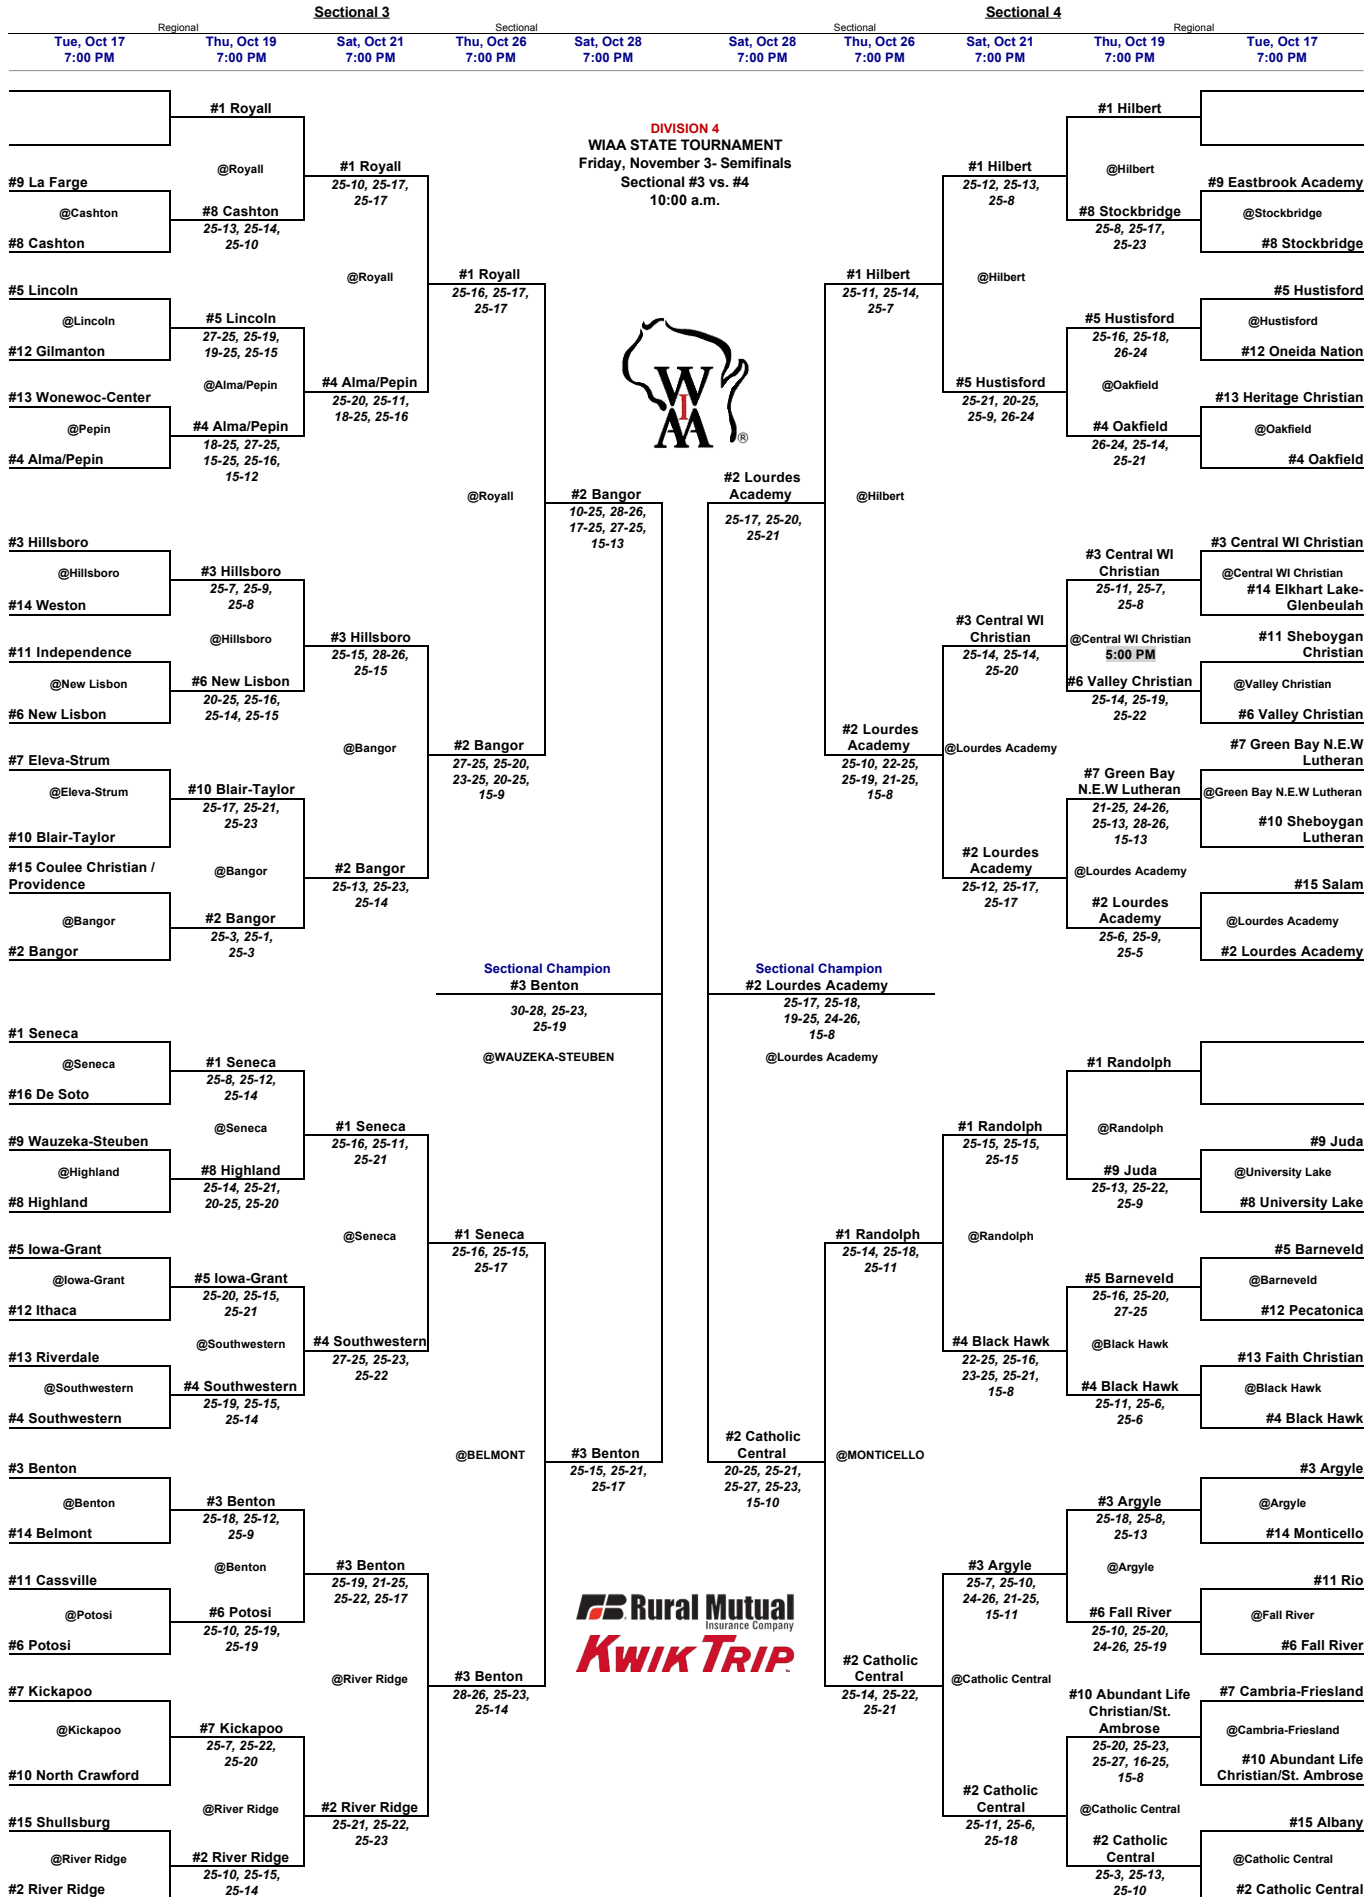 Sectional 3
Sectional 4
Regional
Sectional
Sectional
Regional
Tue, Oct 17
7:00 PM
Thu, Oct 19
7:00 PM
Sat, Oct 21
7:00 PM
Thu, Oct 26
7:00 PM
Sat, Oct 28
7:00 PM
Sat, Oct 28
7:00 PM
Thu, Oct 26
7:00 PM
Sat, Oct 21
7:00 PM
Thu, Oct 19
7:00 PM
Tue, Oct 17
7:00 PM
DIVISION 4
WIAA STATE TOURNAMENT
Friday, November 3- Semifinals
Sectional #3 vs. #4
10:00 a.m.
#9 La Farge
@Cashton
#8 Cashton
#5 Lincoln
@Lincoln
#12 Gilmanton
#13 Wonewoc-Center
@Pepin
#4 Alma/Pepin
#3 Hillsboro
@Hillsboro
#14 Weston
#11 Independence
@New Lisbon
#6 New Lisbon
#7 Eleva-Strum
@Eleva-Strum
#10 Blair-Taylor
#15 Coulee Christian /
Providence
@Bangor
#2 Bangor
#1 Seneca
@Seneca
#16 De Soto
#9 Wauzeka-Steuben
@Highland
#8 Highland
#5 Iowa-Grant
@Iowa-Grant
#12 Ithaca
#13 Riverdale
@Southwestern
#4 Southwestern
#3 Benton
@Benton
#14 Belmont
#11 Cassville
@Potosi
#6 Potosi
#7 Kickapoo
@Kickapoo
#10 North Crawford
#15 Shullsburg
@River Ridge
#2 River Ridge
#1 Royall
@Royall
#8 Cashton
25-13, 25-14,
25-10
#5 Lincoln
27-25, 25-19,
19-25, 25-15
@Alma/Pepin
#4 Alma/Pepin
18-25, 27-25,
15-25, 25-16,
15-12
#3 Hillsboro
25-7, 25-9,
25-8
@Hillsboro
#6 New Lisbon
20-25, 25-16,
25-14, 25-15
#10 Blair-Taylor
25-17, 25-21,
25-23
@Bangor
#2 Bangor
25-3, 25-1,
25-3
#1 Seneca
25-8, 25-12,
25-14
@Seneca
#8 Highland
25-14, 25-21,
20-25, 25-20
#5 Iowa-Grant
25-20, 25-15,
25-21
@Southwestern
#4 Southwestern
25-19, 25-15,
25-14
#3 Benton
25-18, 25-12,
25-9
@Benton
#6 Potosi
25-10, 25-19,
25-19
#7 Kickapoo
25-7, 25-22,
25-20
@River Ridge
#2 River Ridge
25-10, 25-15,
25-14
#1 Royall
25-10, 25-17,
25-17
@Royall
#4 Alma/Pepin
25-20, 25-11,
18-25, 25-16
#3 Hillsboro
25-15, 28-26,
25-15
@Bangor
#2 Bangor
25-13, 25-23,
25-14
#1 Seneca
25-16, 25-11,
25-21
@Seneca
#4 Southwestern
27-25, 25-23,
25-22
#3 Benton
25-19, 21-25,
25-22, 25-17
@River Ridge
#2 River Ridge
25-21, 25-22,
25-23
#1 Royall
25-16, 25-17,
25-17
@Royall
#2 Bangor
27-25, 25-20,
23-25, 20-25,
15-9
#1 Seneca
25-16, 25-15,
25-17
@BELMONT
#3 Benton
28-26, 25-23,
25-14
#2 Bangor
10-25, 28-26,
17-25, 27-25,
15-13
#3 Benton
25-15, 25-21,
25-17
Sectional Champion
#3 Benton
30-28, 25-23,
25-19
@WAUZEKA-STEUBEN
WIAA
®
Sectional Champion
#2 Lourdes Academy
25-17, 25-18,
19-25, 24-26,
15-8
@Lourdes Academy
Rural Mutual
Insurance Company
KWIK TRIP
#2 Lourdes
Academy
25-17, 25-20,
25-21
#2 Catholic
Central
20-25, 25-21,
25-27, 25-23,
15-10
#1 Hilbert
25-11, 25-14,
25-7
@Hilbert
#2 Lourdes
Academy
25-10, 22-25,
25-19, 21-25,
15-8
#1 Randolph
25-14, 25-18,
25-11
@MONTICELLO
#2 Catholic
Central
25-14, 25-22,
25-21
#1 Hilbert
25-12, 25-13,
25-8
@Hilbert
#5 Hustisford
25-21, 20-25,
25-9, 26-24
#3 Central WI
Christian
25-14, 25-14,
25-20
@Lourdes Academy
#2 Lourdes
Academy
25-12, 25-17,
25-17
#1 Randolph
25-15, 25-15,
25-15
@Randolph
#4 Black Hawk
22-25, 25-16,
23-25, 25-21,
15-8
#3 Argyle
25-7, 25-10,
24-26, 21-25,
15-11
@Catholic Central
#2 Catholic
Central
25-11, 25-6,
25-18
#1 Hilbert
@Hilbert
#8 Stockbridge
25-8, 25-17,
25-23
#5 Hustisford
25-16, 25-18,
26-24
@Oakfield
#4 Oakfield
26-24, 25-14,
25-21
#3 Central WI
Christian
25-11, 25-7,
25-8
@Central WI Christian
5:00 PM
#6 Valley Christian
25-14, 25-19,
25-22
#7 Green Bay
N.E.W Lutheran
21-25, 24-26,
25-13, 28-26,
15-13
@Lourdes Academy
#2 Lourdes
Academy
25-6, 25-9,
25-5
#1 Randolph
@Randolph
#9 Juda
25-13, 25-22,
25-9
#5 Barneveld
25-16, 25-20,
27-25
@Black Hawk
#4 Black Hawk
25-11, 25-6,
25-6
#3 Argyle
25-18, 25-8,
25-13
@Argyle
#6 Fall River
25-10, 25-20,
24-26, 25-19
#10 Abundant Life
Christian/St.
Ambrose
25-20, 25-23,
25-27, 16-25,
15-8
@Catholic Central
#2 Catholic
Central
25-3, 25-13,
25-10
#9 Eastbrook Academy
@Stockbridge
#8 Stockbridge
#5 Hustisford
@Hustisford
#12 Oneida Nation
#13 Heritage Christian
@Oakfield
#4 Oakfield
#3 Central WI Christian
@Central WI Christian
#14 Elkhart Lake-
Glenbeulah
#11 Sheboygan
Christian
@Valley Christian
#6 Valley Christian
#7 Green Bay N.E.W
Lutheran
@Green Bay N.E.W Lutheran
#10 Sheboygan
Lutheran
#15 Salam
@Lourdes Academy
#2 Lourdes Academy
#9 Juda
@University Lake
#8 University Lake
#5 Barneveld
@Barneveld
#12 Pecatonica
#13 Faith Christian
@Black Hawk
#4 Black Hawk
#3 Argyle
@Argyle
#14 Monticello
#11 Rio
@Fall River
#6 Fall River
#7 Cambria-Friesland
@Cambria-Friesland
#10 Abundant Life
Christian/St. Ambrose
#15 Albany
@Catholic Central
#2 Catholic Central